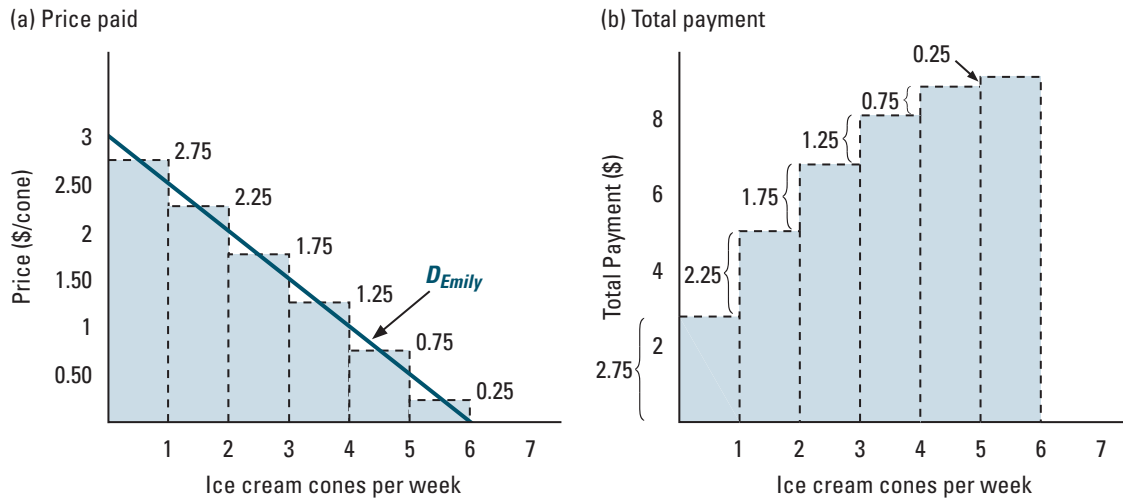 (a) Price paid
Price ($/cone)
3
2.50
2
1.50
1
0.50
2.75
2.25
1.75
1.25
0.75
0.25
D Emily
1 2 3 4 5 6 7
Ice cream cones per week
(b) Total payment
Total Payment ($)
8
6
4
2
0.25
0.75
1.25
1.75
2.25
2.75
1 2 3 4 5 6 7
Ice cream cones per week